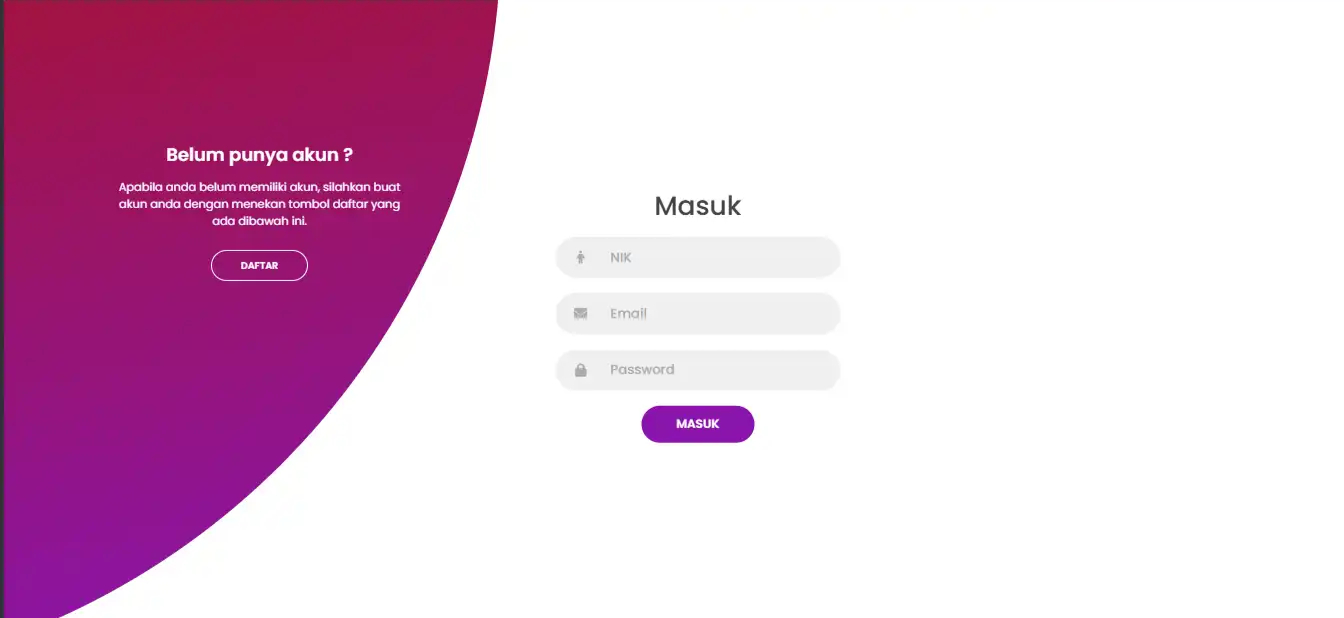 Belum punya akun ?
Apabila anda belum memiliki akun, silahkan buat
akun anda dengan menekan tombol daftar yang
ada dibawah ini.
DAFTAR
Masuk
NIK
Email
Password
MASUK